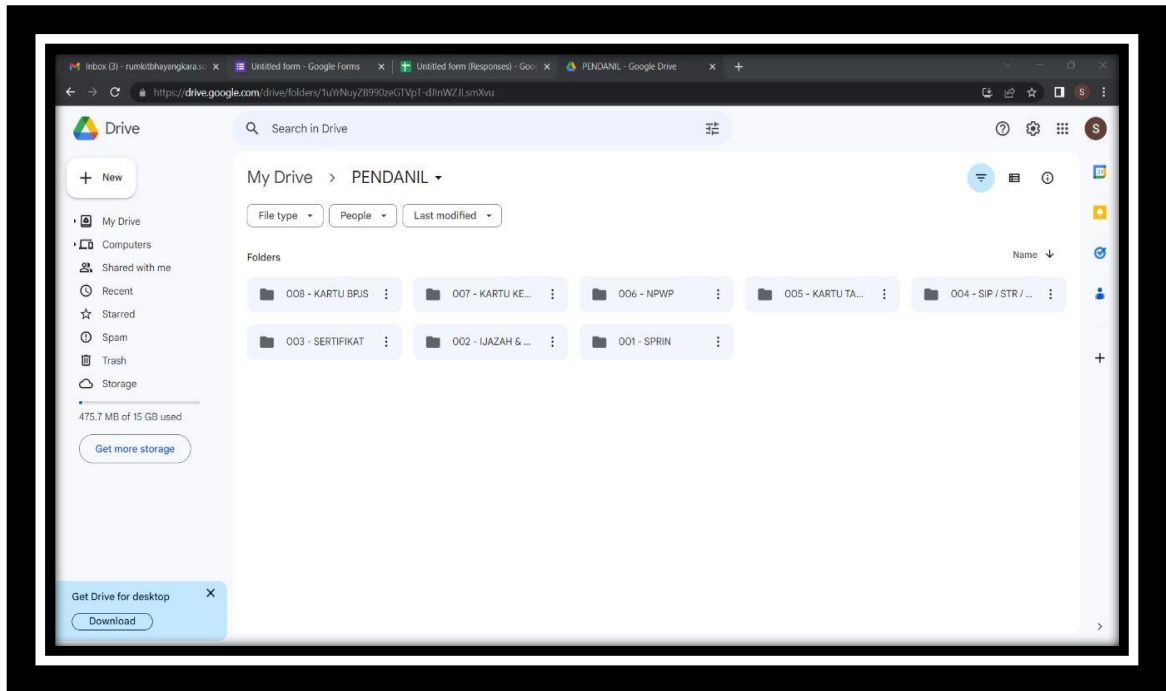 Inbox (3) - rumkitbhayangkara.sc
Untitled form - Google Forms
Untitled form (Responses) - Goo
PENDANIL - Google Drive
https://drive.google.com/drive/folders/
Drive
Search in Drive
S
New
My Drive > PENDANIL
File type
People
Last modified
My Drive
Computers
Shared with me
Recent
Starred
Spam
Trash
Storage
475.7 MB of 15 GB used
Get more storage
Folders
Name
008 - KARTU BPJS
007 - KARTU KE...
006 - NPWP
005 - KARTU TA...
004 - SIP / STR / ...
003 - SERTIFIKAT
002 - IJAZAH & ...
001 - SPRIN
Get Drive for desktop
Download